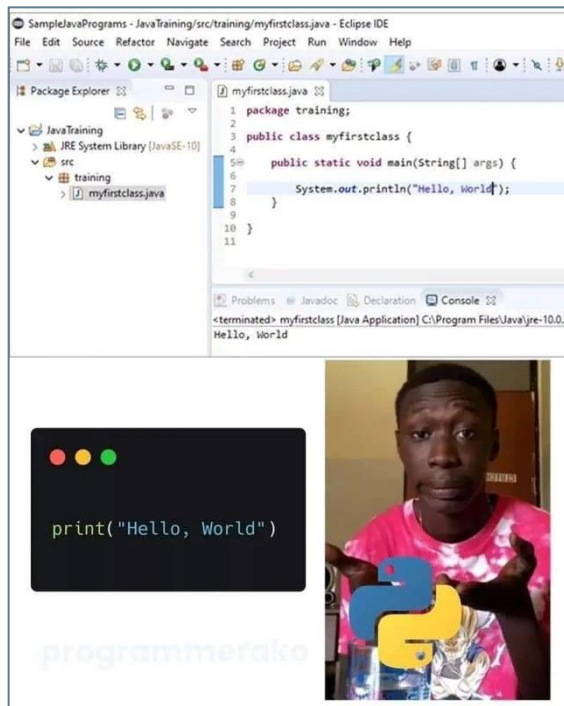 SampleJavaPrograms - JavaTraining/src/training/myfirstclass.java - Eclipse IDE
File Edit Source Refactor Navigate Search Project Run Window Help
Package Explorer
myfirstclass.java
JavaTraining
JRE System Library [JavaSE-10]
src
training
myfirstclass.java
1 package training;
2
3 public class myfirstclass {
4
5 public static void main(String[] args) {
6
7 System.out.println("Hello, World");
8 }
9
10 }
11
Problems Javadoc Declaration Console
<terminated> myfirstclass [Java Application] C:\Program Files\Java\jre-10.0.
Hello, World
print("Hello, World")
programmerako